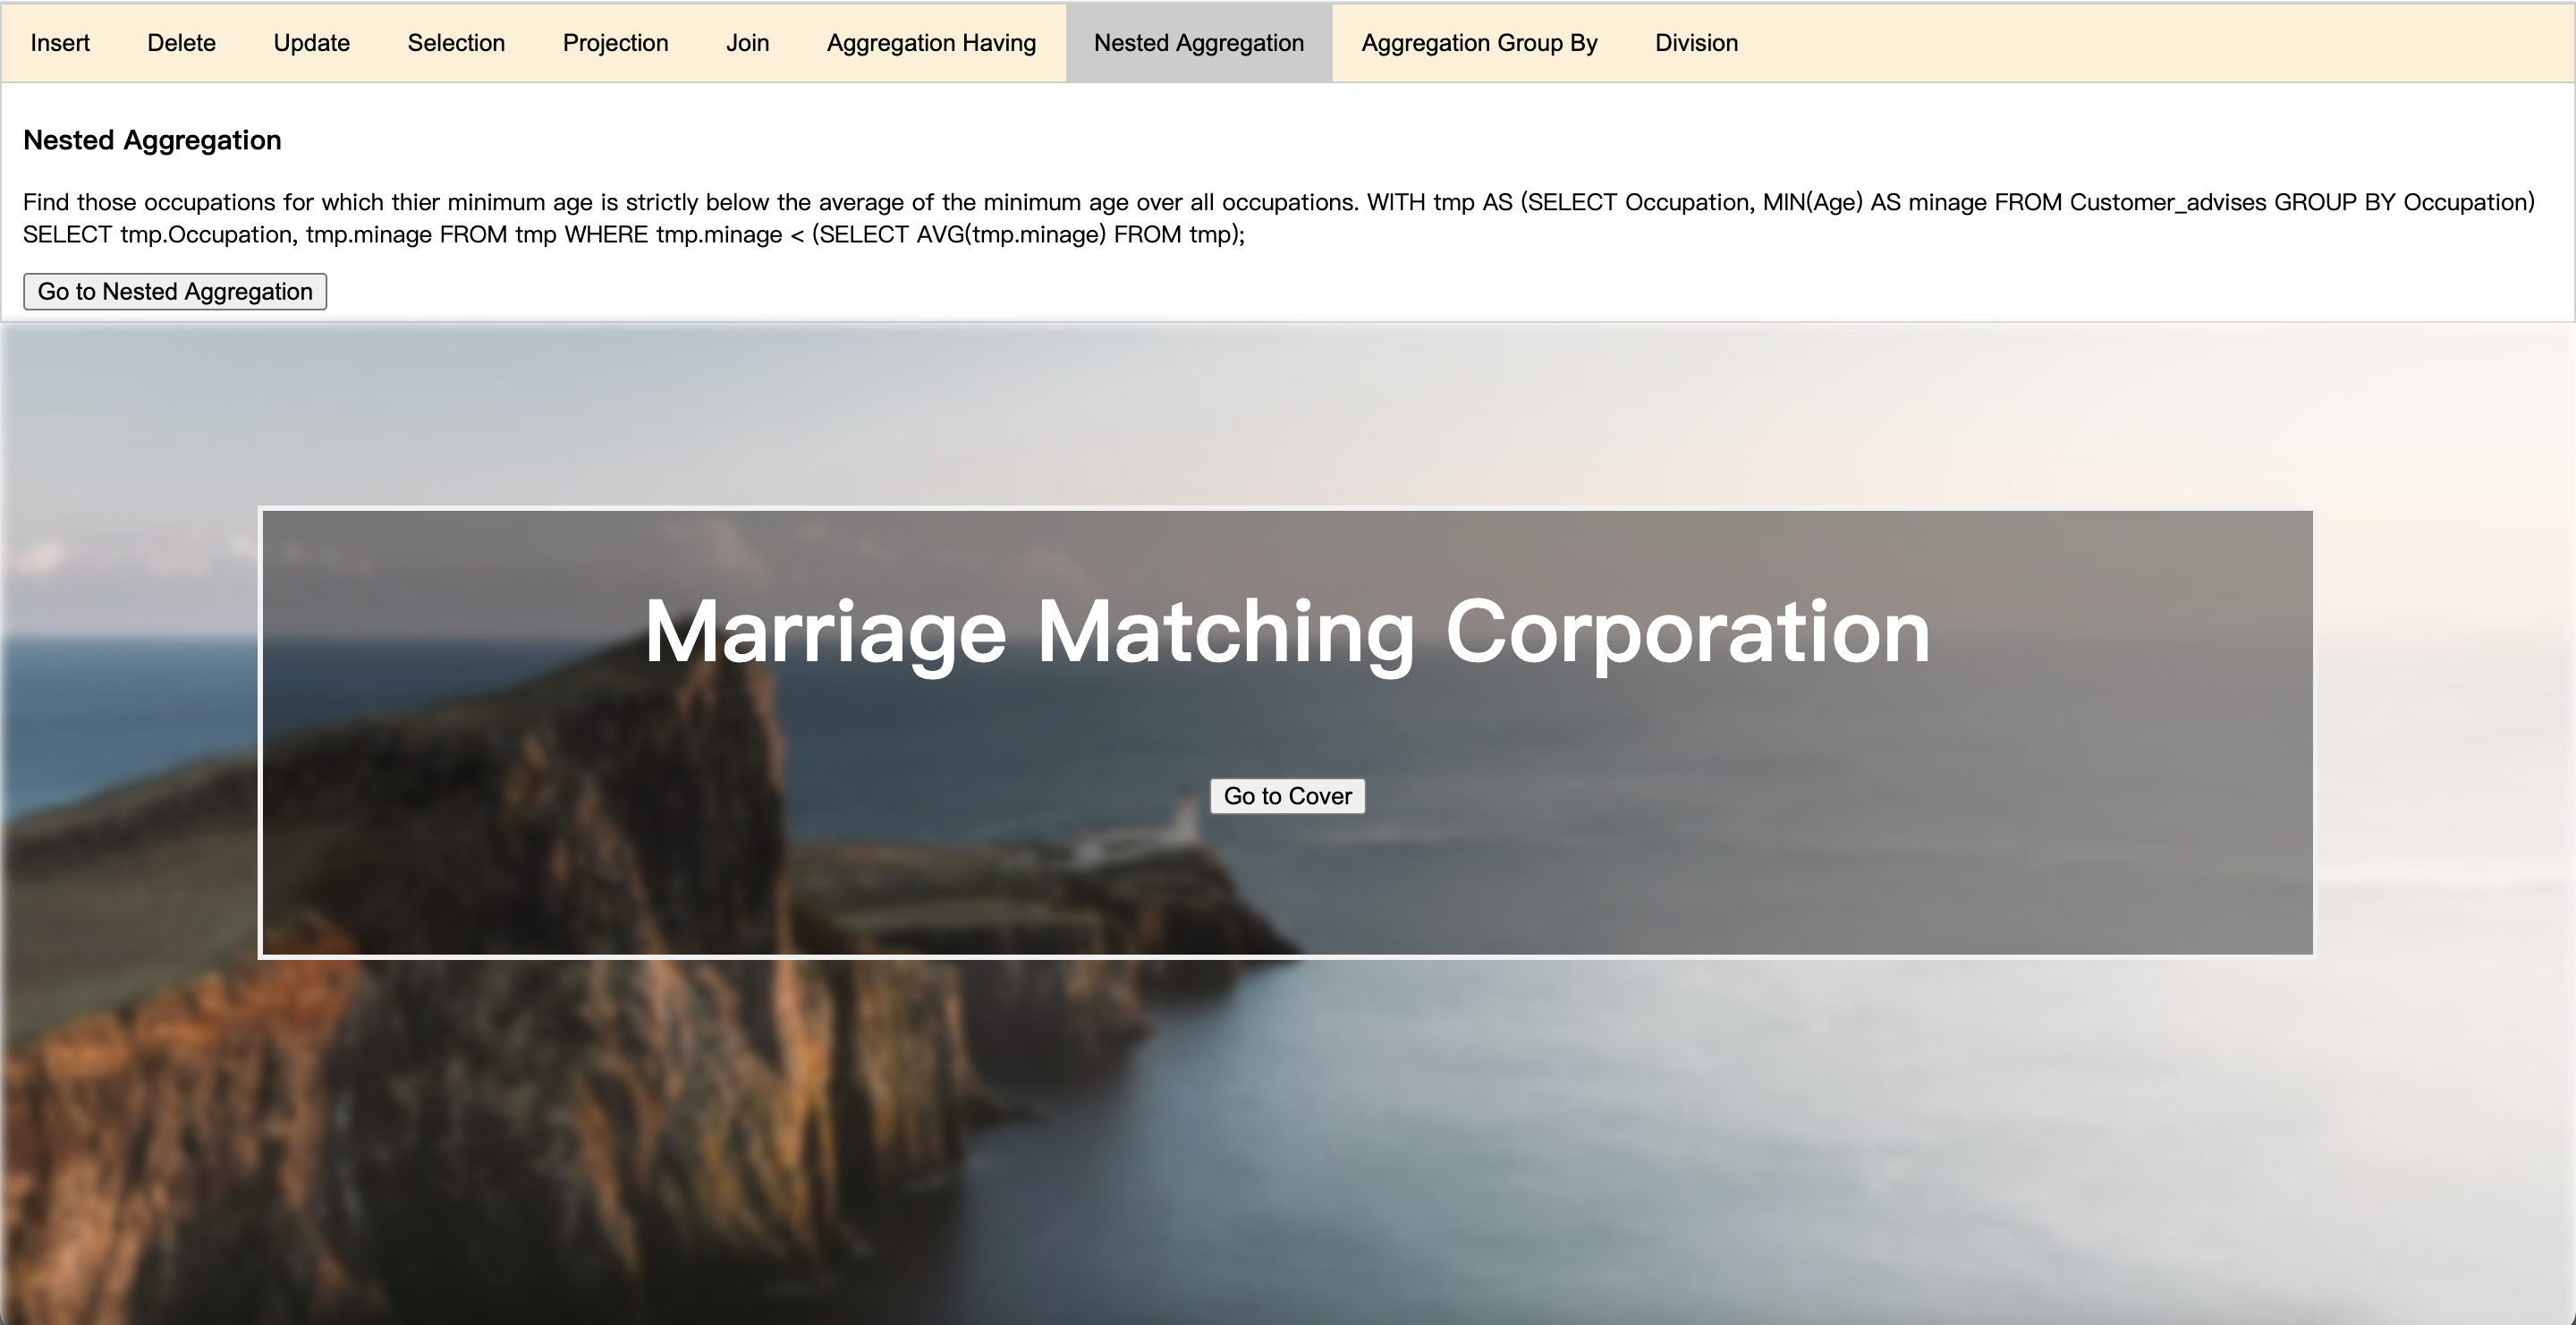 Insert Delete Update Selection Projection Join Aggregation Having Nested Aggregation Aggregation Group By Division
Nested Aggregation
Find those occupations for which thier minimum age is strictly below the average of the minimum age over all occupations. WITH tmp AS (SELECT Occupation, MIN(Age) AS minage FROM Customer_advises GROUP BY Occupation)
SELECT tmp.Occupation, tmp.minage FROM tmp WHERE tmp.minage < (SELECT AVG(tmp.minage) FROM tmp);
Go to Nested Aggregation
Marriage Matching Corporation
Go to Cover